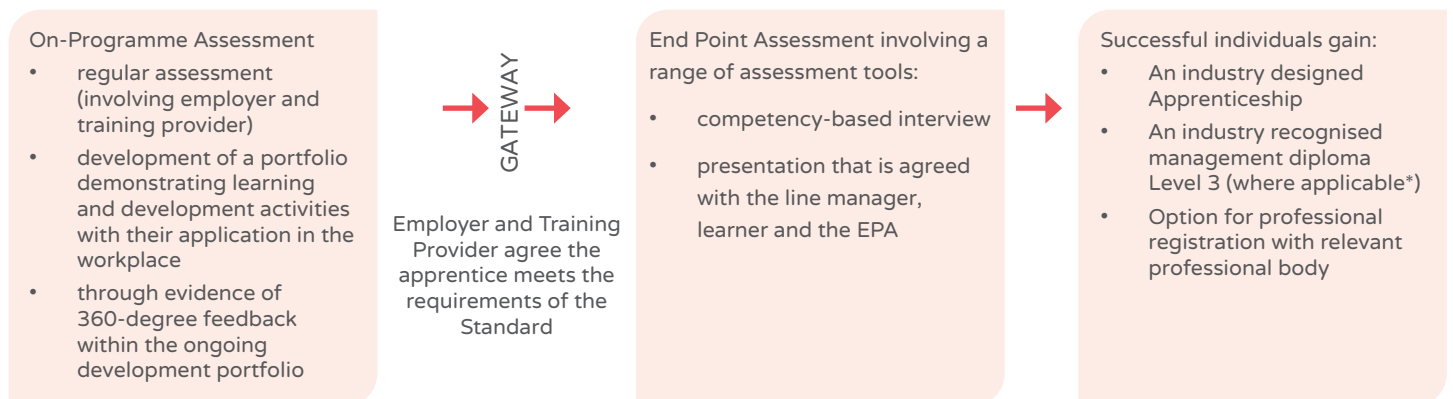 On-Programme Assessment
• regular assessment
(involving employer and
training provider)
• development of a portfolio
demonstrating learning
and development activities
with their application in the
workplace
• through evidence of
360-degree feedback
within the ongoing
development portfolio
GATEWAY
Employer and Training
Provider agree the
apprentice meets the
requirements of the
Standard
End Point Assessment involving a
range of assessment tools:
• competency-based interview
• presentation that is agreed
with the line manager,
learner and the EPA
Successful individuals gain:
• An industry designed
Apprenticeship
• An industry recognised
management diploma
Level 3 (where applicable*)
• Option for professional
registration with relevant
professional body